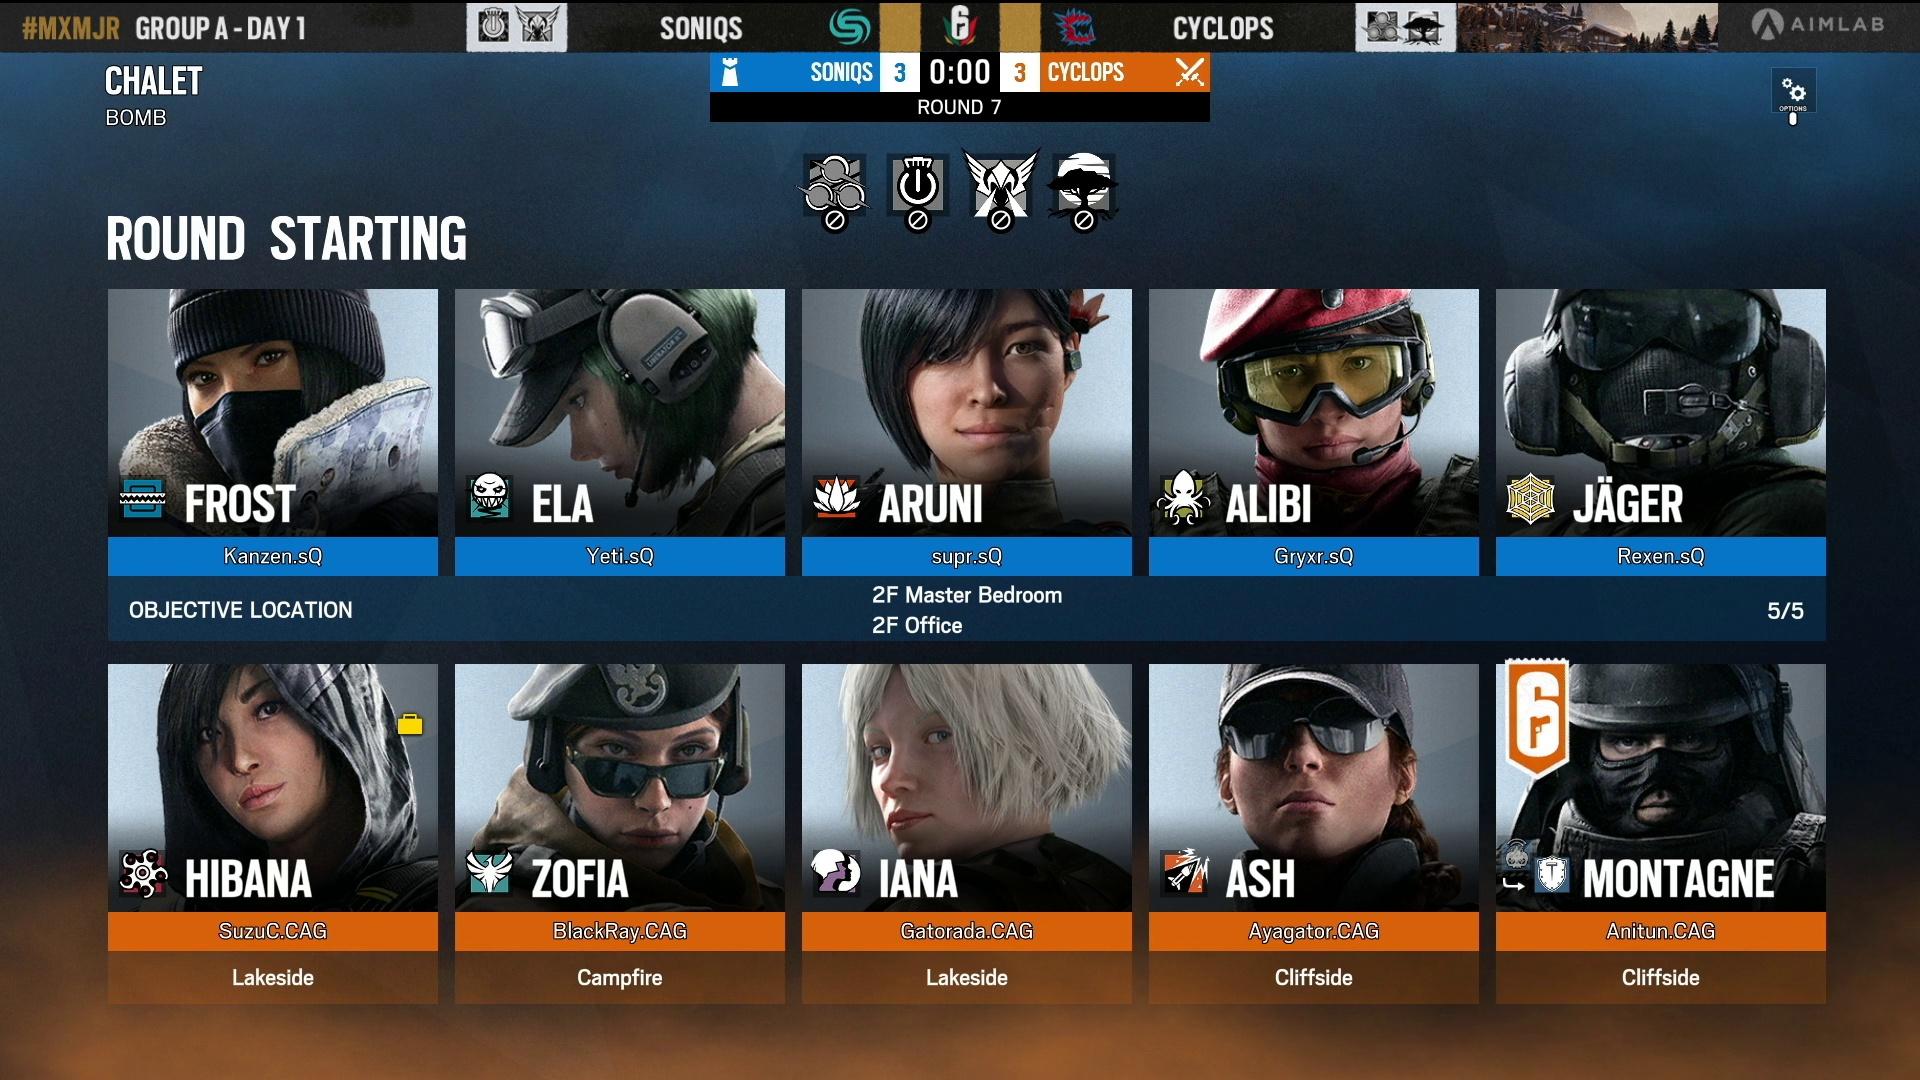 #MXMJR GROUP A - DAY 1
SONIQS
6
CYCLOPS
AIMLAB
SONIQS 3 0:00 3 CYCLOPS
ROUND 7
CHALET
BOMB
OPTIONS
ROUND STARTING
FROST
ELA
ARUNI
ALIBI
JÄGER
Kanzen.sQ
Yeti.sQ
supr.sQ
Gryxr.sQ
Rexen.sQ
OBJECTIVE LOCATION
2F Master Bedroom
2F Office
5/5
6
HIBANA
ZOFIA
IANA
ASH
MONTAGNE
SuzuC.CAG
BlackRay.CAG
Gatorada.CAG
Ayagator.CAG
Anitun.CAG
Lakeside
Campfire
Lakeside
Cliffside
Cliffside